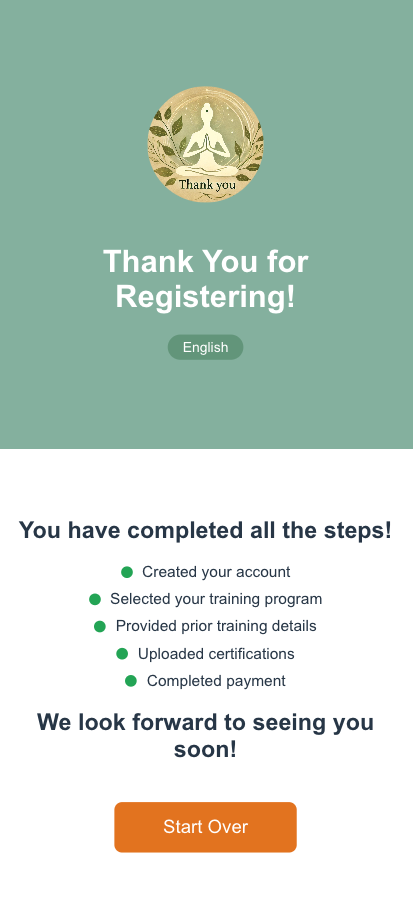 Thank you
Thank You for
Registering!
English
You have completed all the steps!
Created your account
Selected your training program
Provided prior training details
Uploaded certifications
Completed payment
We look forward to seeing you
soon!
Start Over